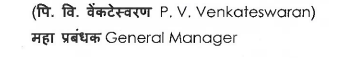 (पि. वि. वेंकटेस्वरण P. V. Venkateswaran)
महा प्रबंधक General Manager